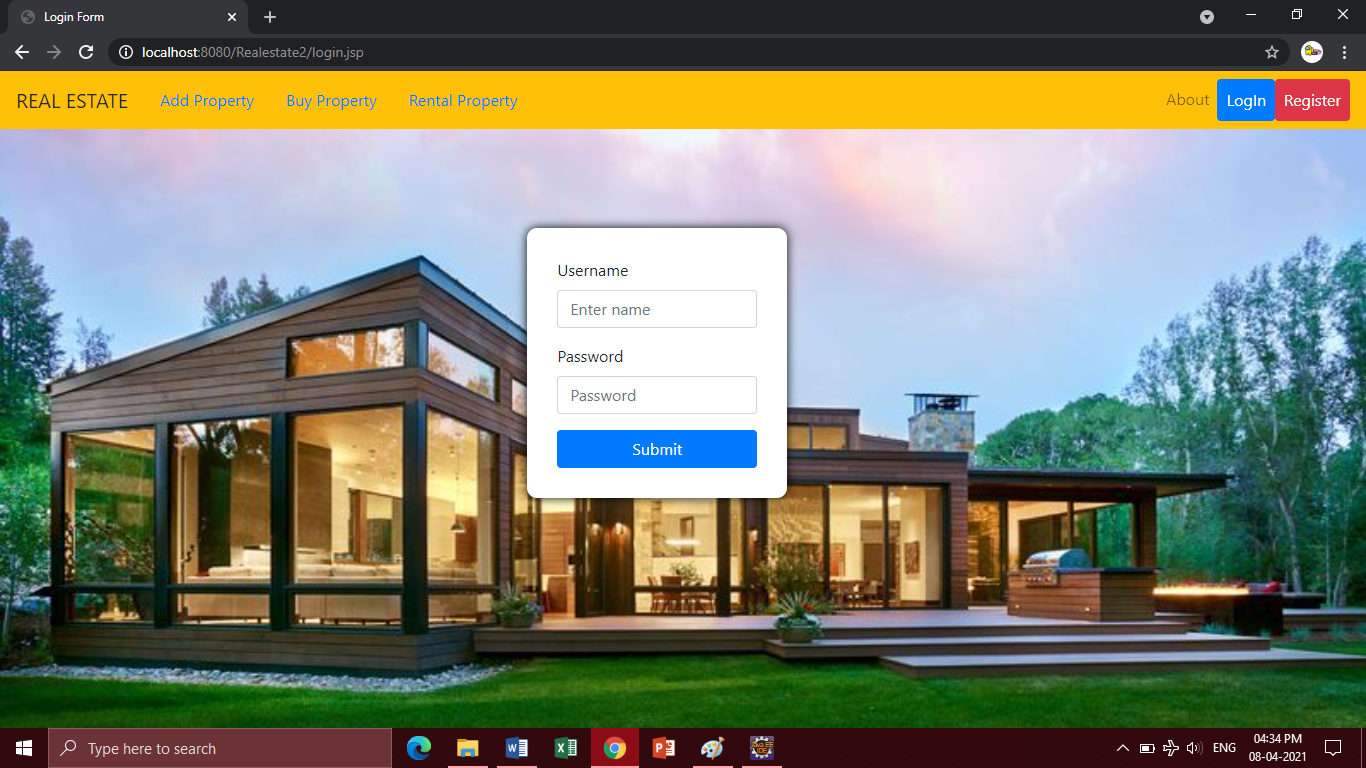 Login Form
localhost:8080/Realestate2/login.jsp
REAL ESTATE Add Property Buy Property Rental Property About LogIn Register
Username
Enter name
Password
Password
Submit
Type here to search
ENG
04:34 PM
08-04-2021